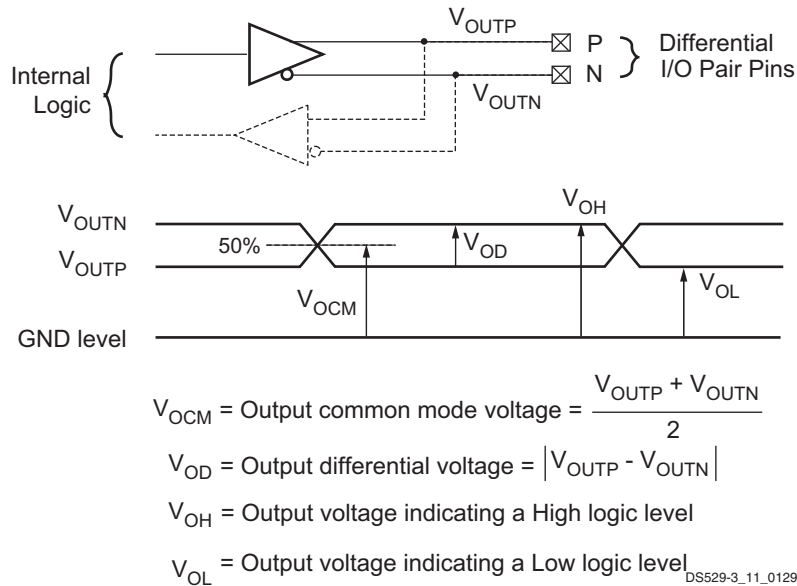 V_OUTP
P
Differential
Internal
N
I/O Pair Pins
Logic
V_OUTN
V_OUTN
V_OH
50%
V_OD
V_OUTP
V_OL
V_OCM
GND level
V_OCM = Output common mode voltage = (V_OUTP + V_OUTN) / 2
V_OD = Output differential voltage = |V_OUTP - V_OUTN|
V_OH = Output voltage indicating a High logic level
V_OL = Output voltage indicating a Low logic level
DS529-3_11_0129